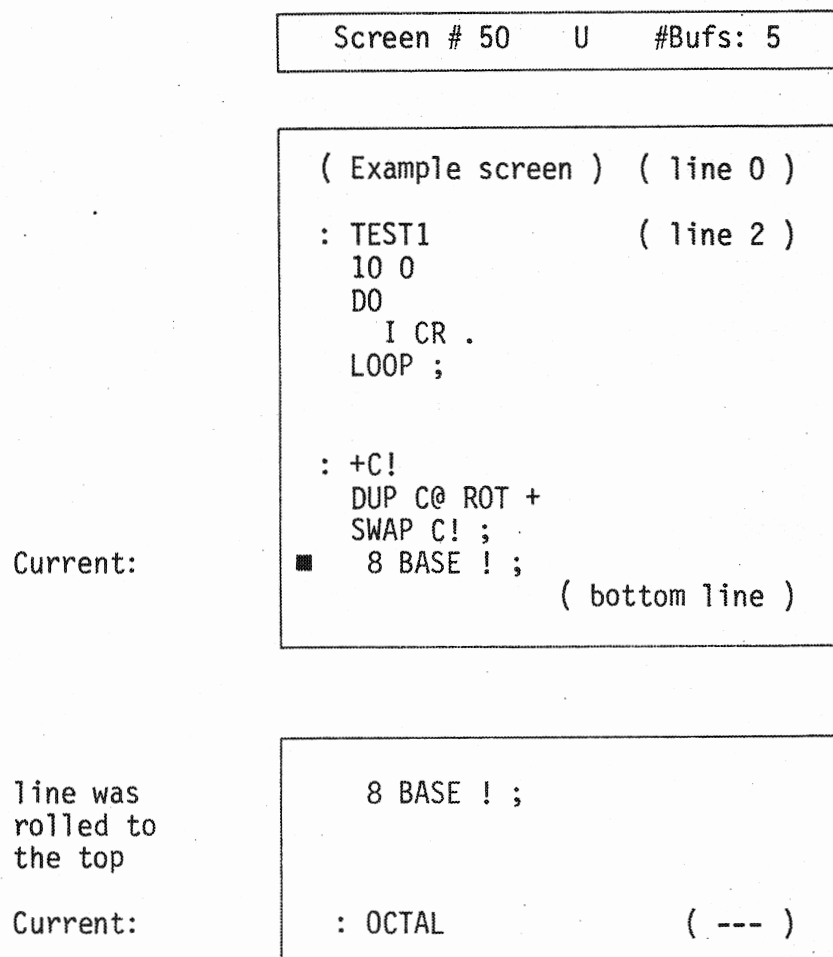 Screen # 50 U #Bufs: 5
( Example screen ) ( line 0 )
: TEST1 ( line 2 )
10 0
DO
I CR .
LOOP ;
: +C!
DUP C@ ROT +
SWAP C! ;
Current: ■ 8 BASE ! ;
( bottom line )
line was 8 BASE ! ;
rolled to
the top
Current: : OCTAL ( --- )